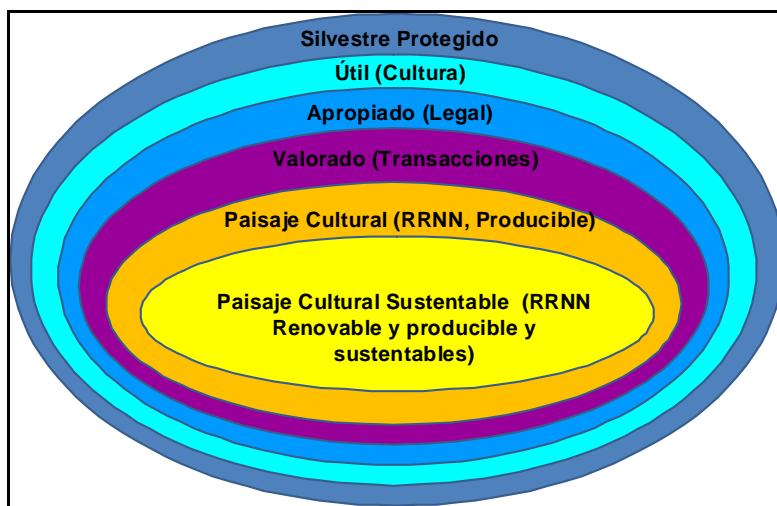 Silvestre Protegido
Útil (Cultura)
Apropiado (Legal)
Valorado (Transacciones)
Paisaje Cultural (RRNN, Producible)
Paisaje Cultural Sustentable (RRNN
Renovable y producible y
sustentables)